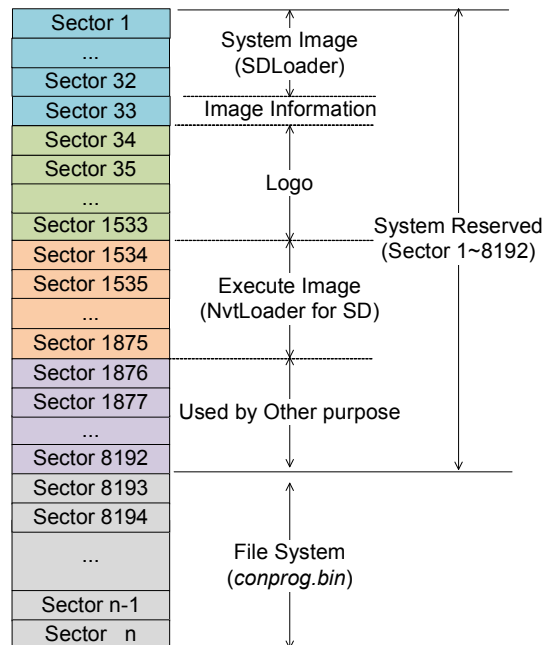 Sector 1
...
Sector 32
Sector 33
Sector 34
Sector 35
...
Sector 1533
Sector 1534
Sector 1535
...
Sector 1875
Sector 1876
Sector 1877
...
Sector 8192
Sector 8193
Sector 8194
...
Sector n-1
Sector n
System Image
(SDLoader)
Image Information
Logo
Execute Image
(NvtLoader for SD)
Used by Other purpose
File System
(conprog.bin)
System Reserved
(Sector 1~8192)